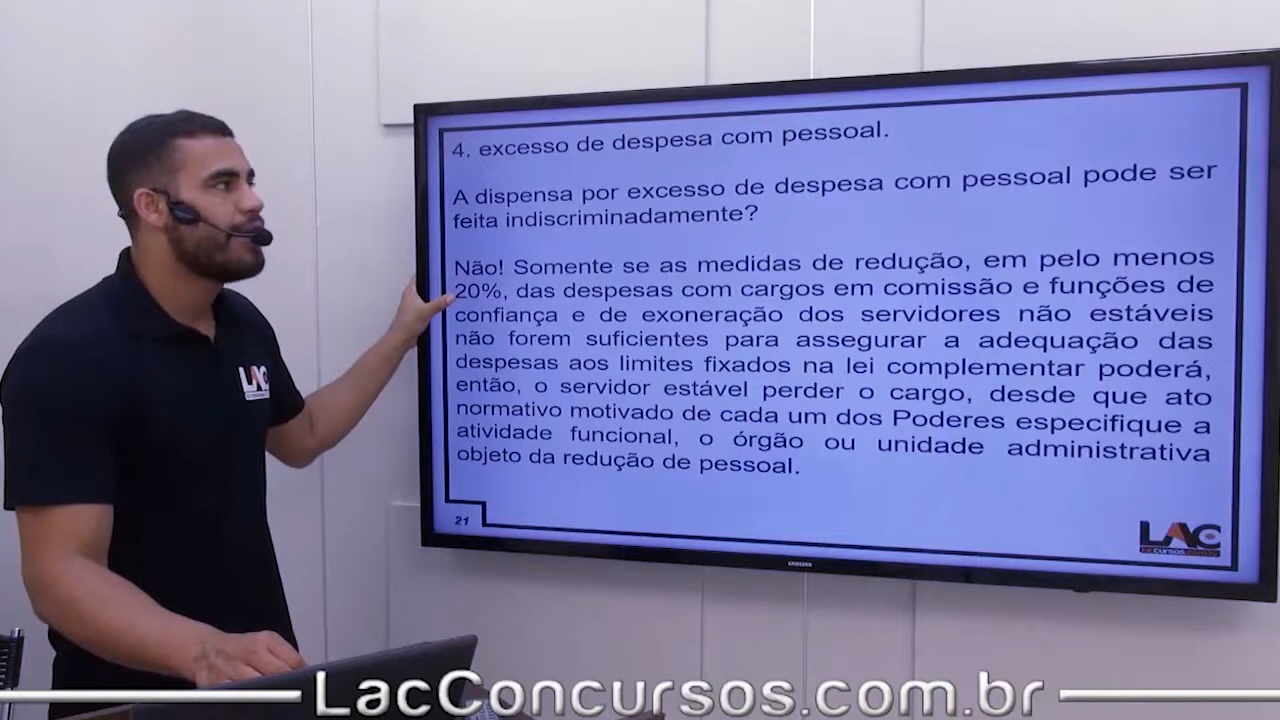 4. excesso de despesa com pessoal.
A dispensa por excesso de despesa com pessoal pode ser
feita indiscriminadamente?
Não! Somente se as medidas de redução, em pelo menos
20%, das despesas com cargos em comissão e funções de
confiança e de exoneração dos servidores não estáveis
não forem suficientes para assegurar a adequação das
despesas aos limites fixados na lei complementar poderá,
então, o servidor estável perder o cargo, desde que ato
normativo motivado de cada um dos Poderes especifique a
atividade funcional, o órgão ou unidade administrativa
objeto da redução de pessoal.
21
LAC
LAC
SAMSUNG
LacConcursos.com.br